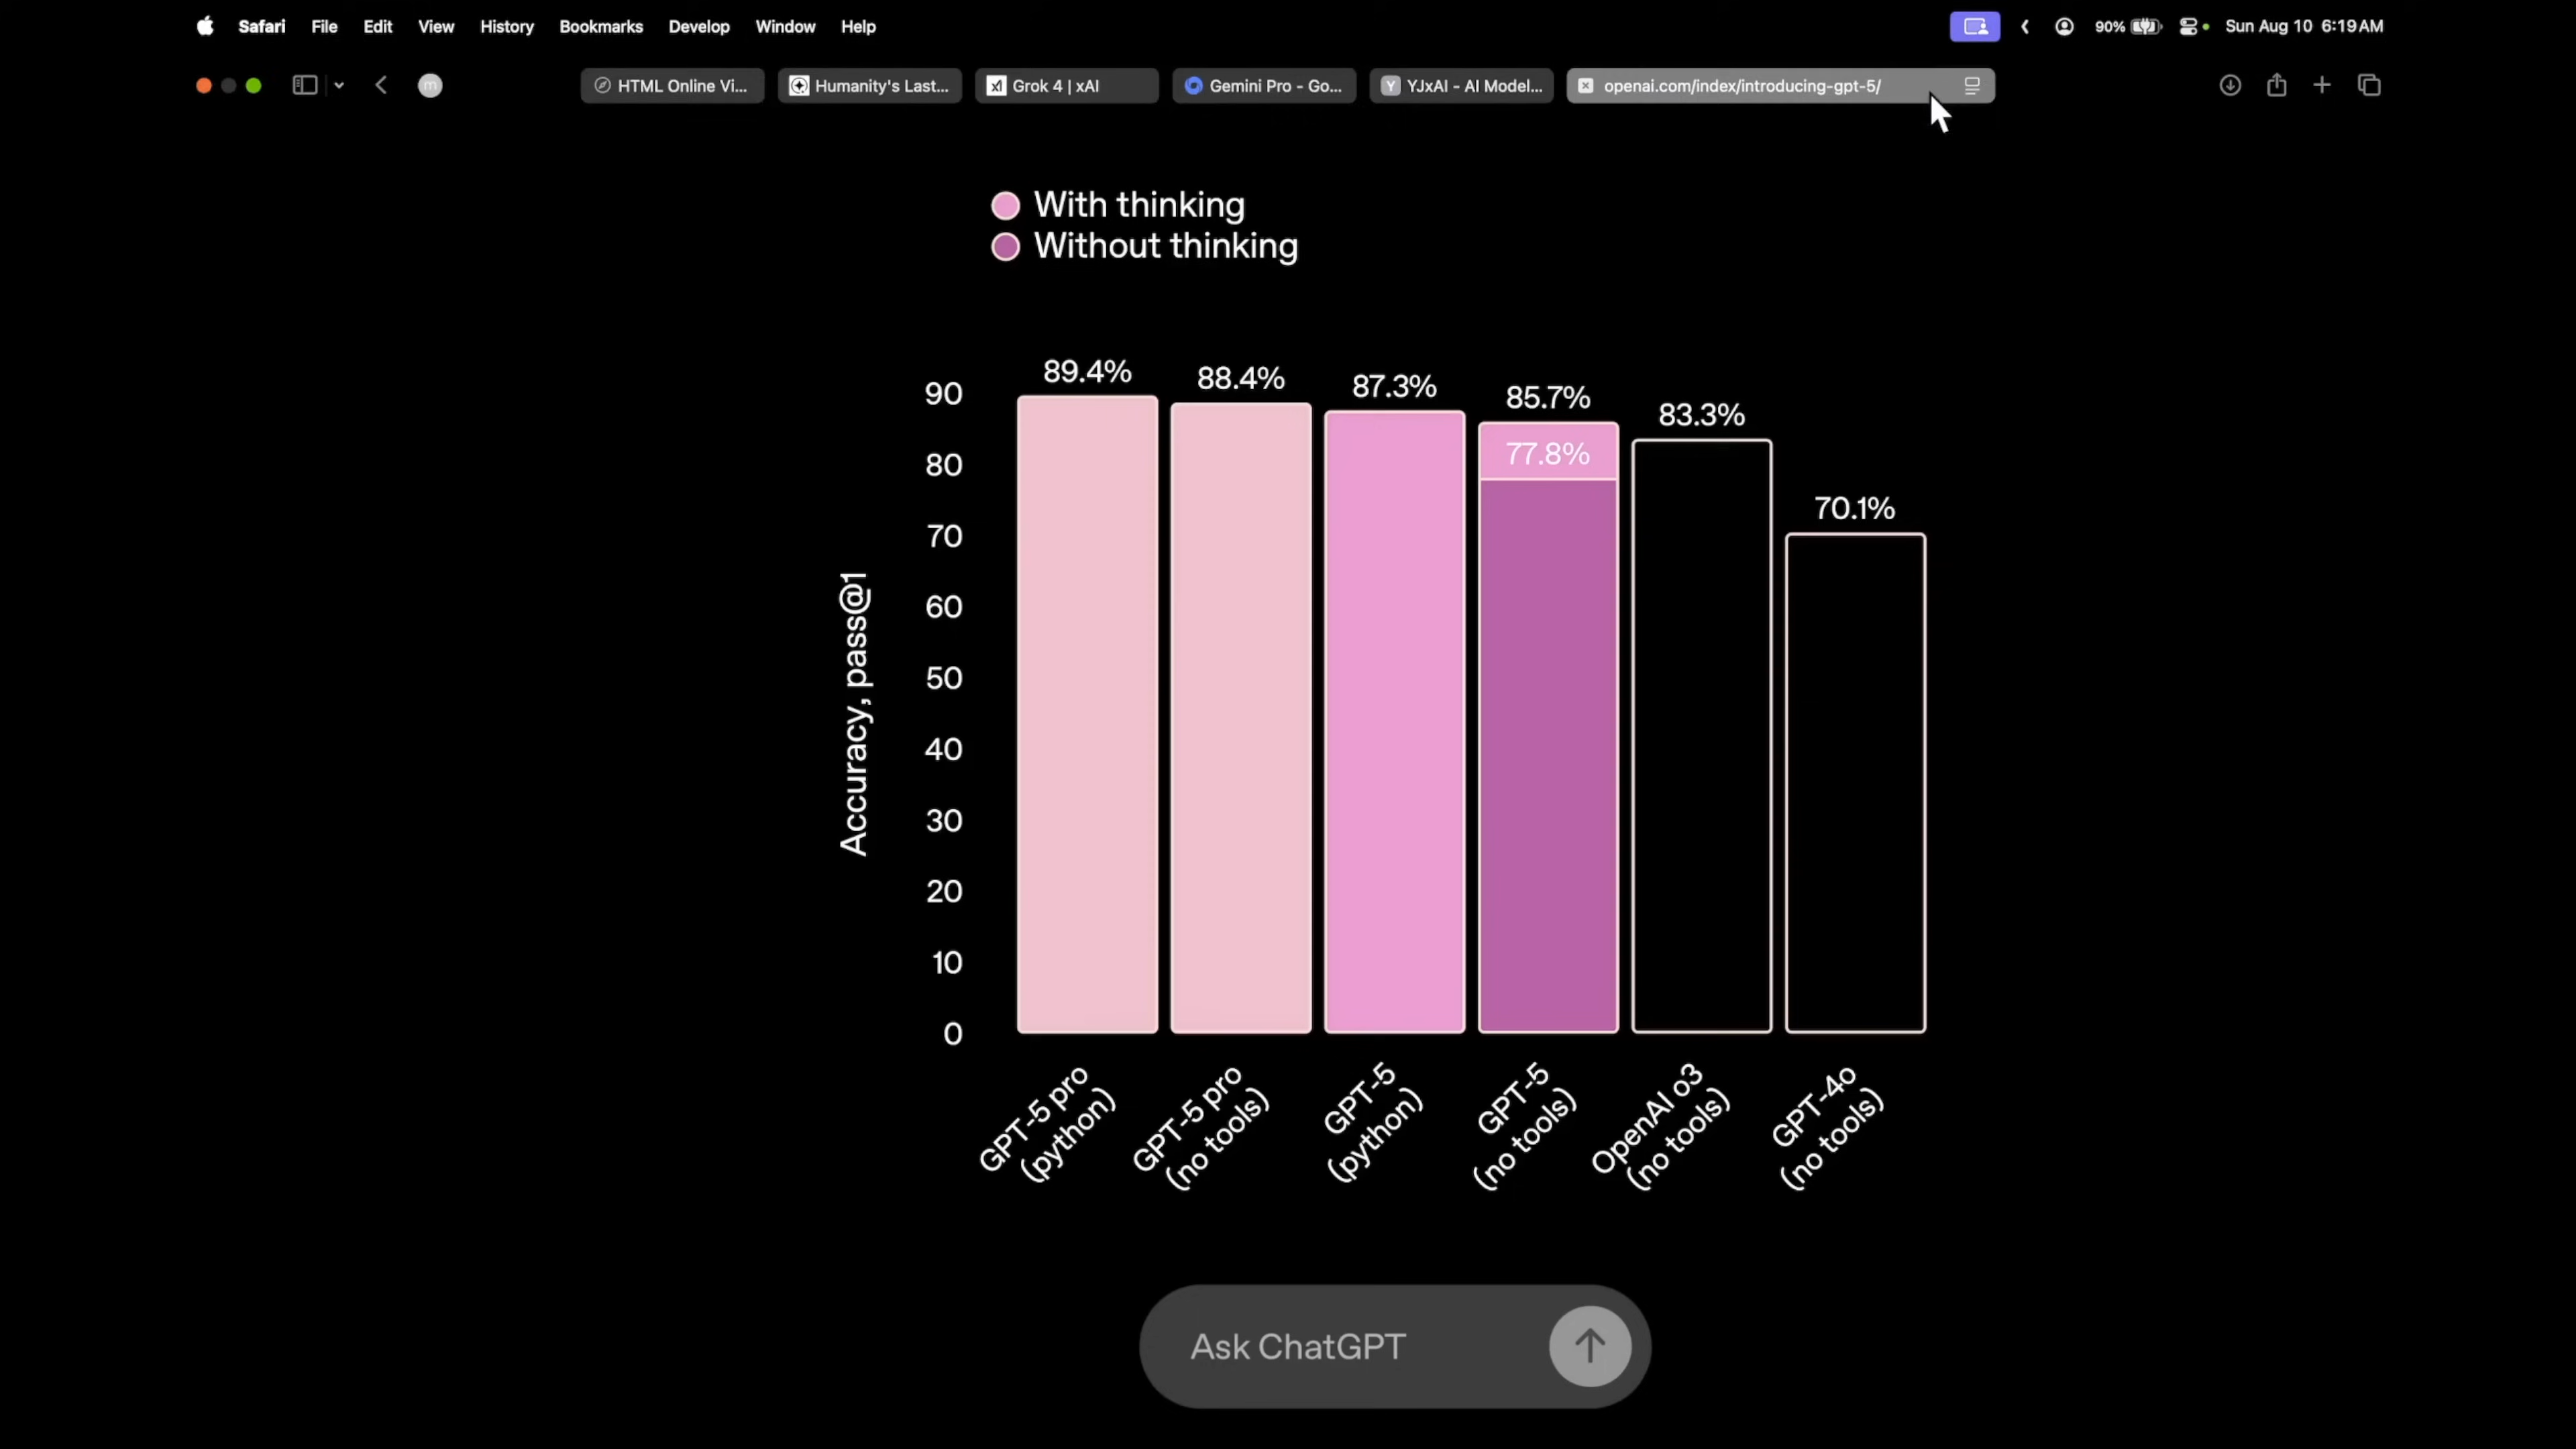 Safari File Edit View History Bookmarks Develop Window Help
90% Sun Aug 10 6:19 AM
m
HTML Online Vi...
Humanity's Last...
xI Grok 4 | xAI
Gemini Pro - Go...
Y YJxAI - AI Model...
openai.com/index/introducing-gpt-5/
With thinking
Without thinking
89.4%
88.4%
87.3%
85.7%
77.8%
83.3%
70.1%
Accuracy, pass@1
90
80
70
60
50
40
30
20
10
0
GPT-5 pro
(python)
GPT-5 pro
(no tools)
GPT-5
(python)
GPT-5
(no tools)
OpenAI o3
(no tools)
GPT-4o
(no tools)
Ask ChatGPT